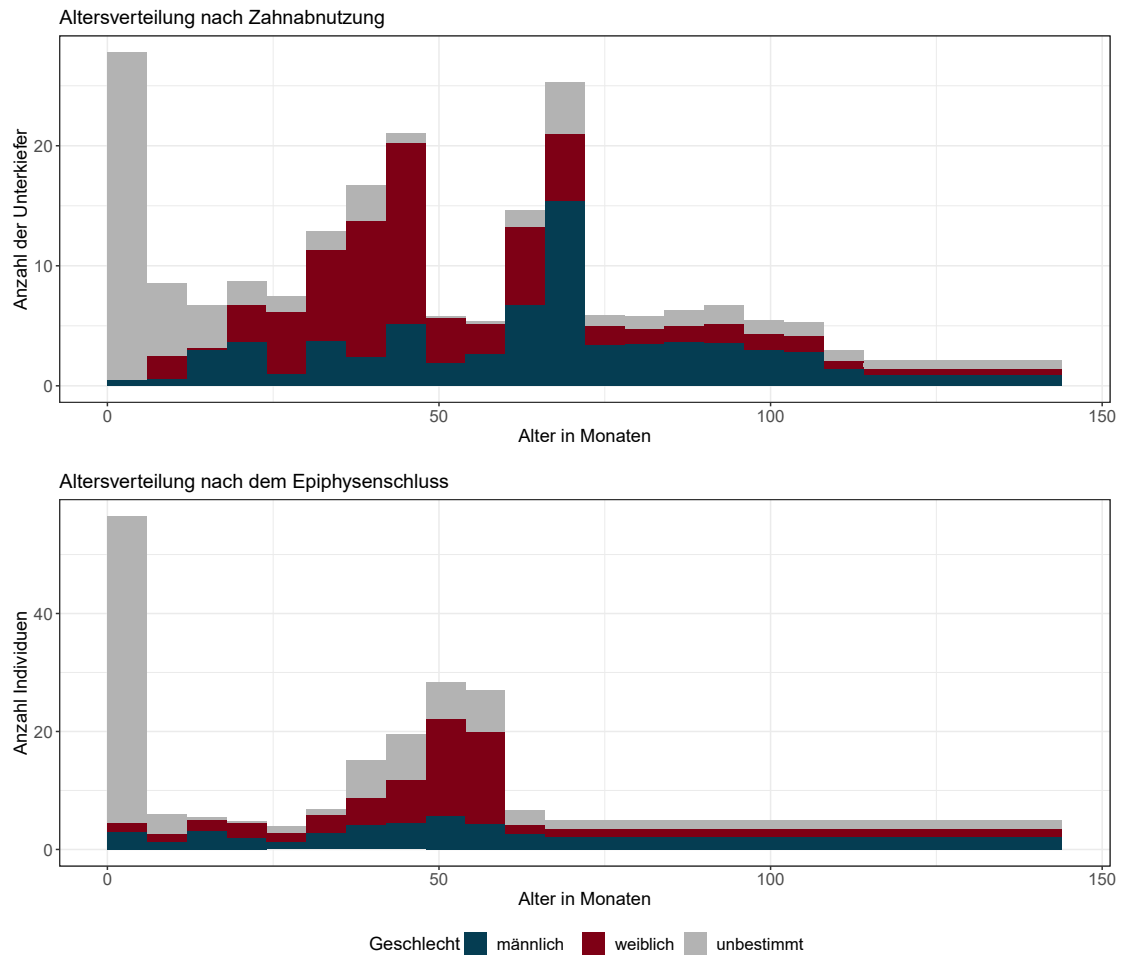 Altersverteilung nach Zahnabnutzung
Anzahl der Unterkiefer
20
10
0
0 50 100 150
Alter in Monaten
Altersverteilung nach dem Epiphysenschluss
Anzahl Individuen
40
20
0
0 50 100 150
Alter in Monaten
Geschlecht männlich weiblich unbestimmt